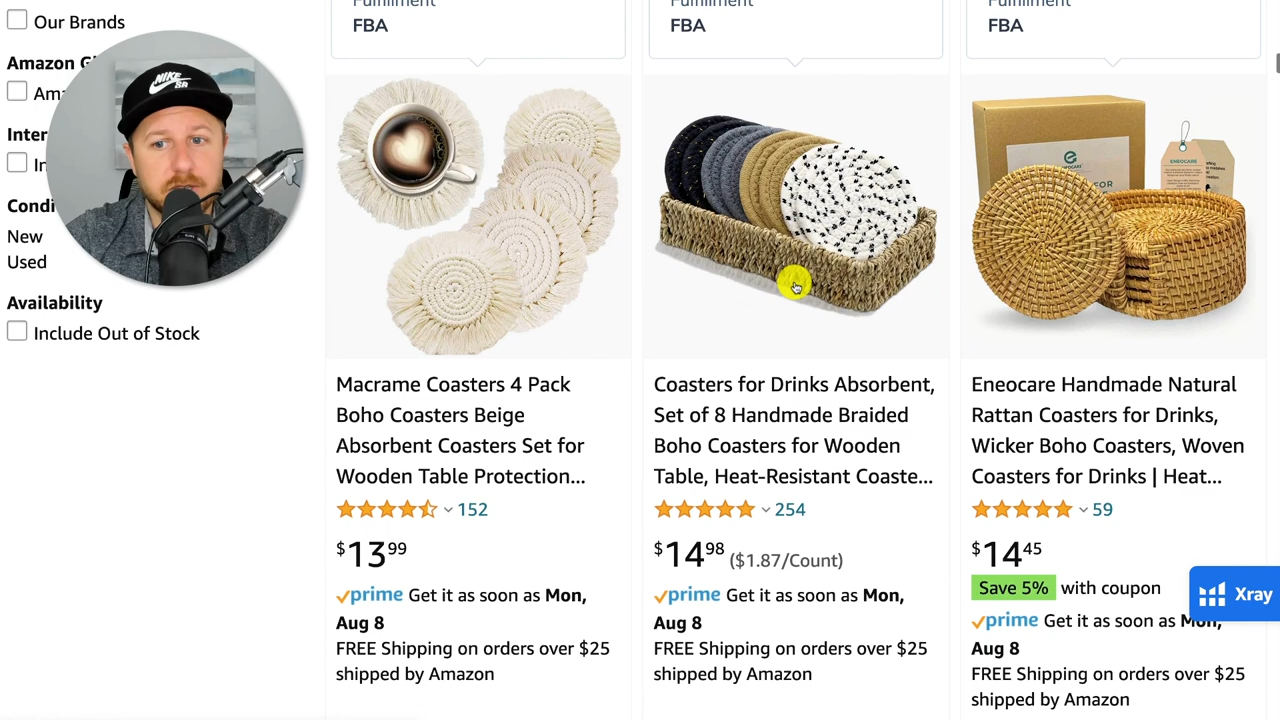 Our Brands
Amazon G
Ama
Inter
In
Condi
New
Used
Availability
Include Out of Stock
NIKE
SB
Fulfillment
FBA
Macrame Coasters 4 Pack
Boho Coasters Beige
Absorbent Coasters Set for
Wooden Table Protection...
152
$13.99
prime Get it as soon as Mon,
Aug 8
FREE Shipping on orders over $25
shipped by Amazon
Fulfillment
FBA
Coasters for Drinks Absorbent,
Set of 8 Handmade Braided
Boho Coasters for Wooden
Table, Heat-Resistant Coaste...
254
$14.98 ($1.87/Count)
prime Get it as soon as Mon,
Aug 8
FREE Shipping on orders over $25
shipped by Amazon
Fulfillment
FBA
ENEOCARE
Eneocare Handmade Natural
Rattan Coasters for Drinks,
Wicker Boho Coasters, Woven
Coasters for Drinks | Heat...
59
$14.45
Save 5% with coupon
prime Get it as soon as Mon,
Aug 8
FREE Shipping on orders over $25
shipped by Amazon
Xray